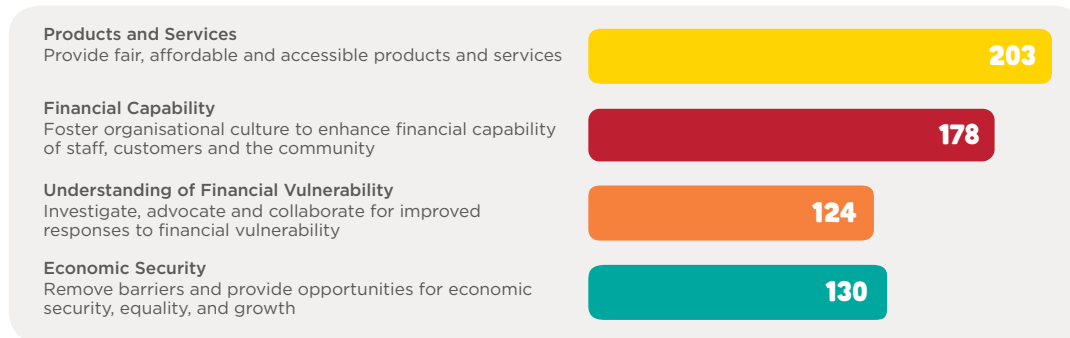 Products and Services
Provide fair, affordable and accessible products and services
203
Financial Capability
Foster organisational culture to enhance financial capability
of staff, customers and the community
178
Understanding of Financial Vulnerability
Investigate, advocate and collaborate for improved
responses to financial vulnerability
124
Economic Security
Remove barriers and provide opportunities for economic
security, equality, and growth
130